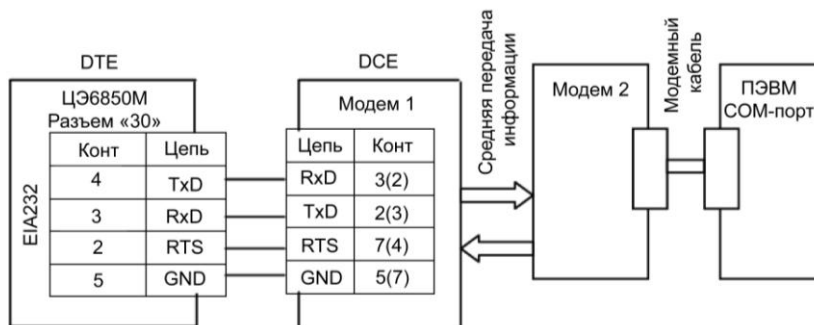 DTE
DCE
ЦЭ6850М
Разъем «30»
Конт Цепь
4 TxD
3 RxD
2 RTS
5 GND
EIA232
Модем 1
Цепь Конт
RxD 3(2)
TxD 2(3)
RTS 7(4)
GND 5(7)
Средняя передача
информации
Модем 2
Модемный
кабель
ПЭВМ
СОМ-порт